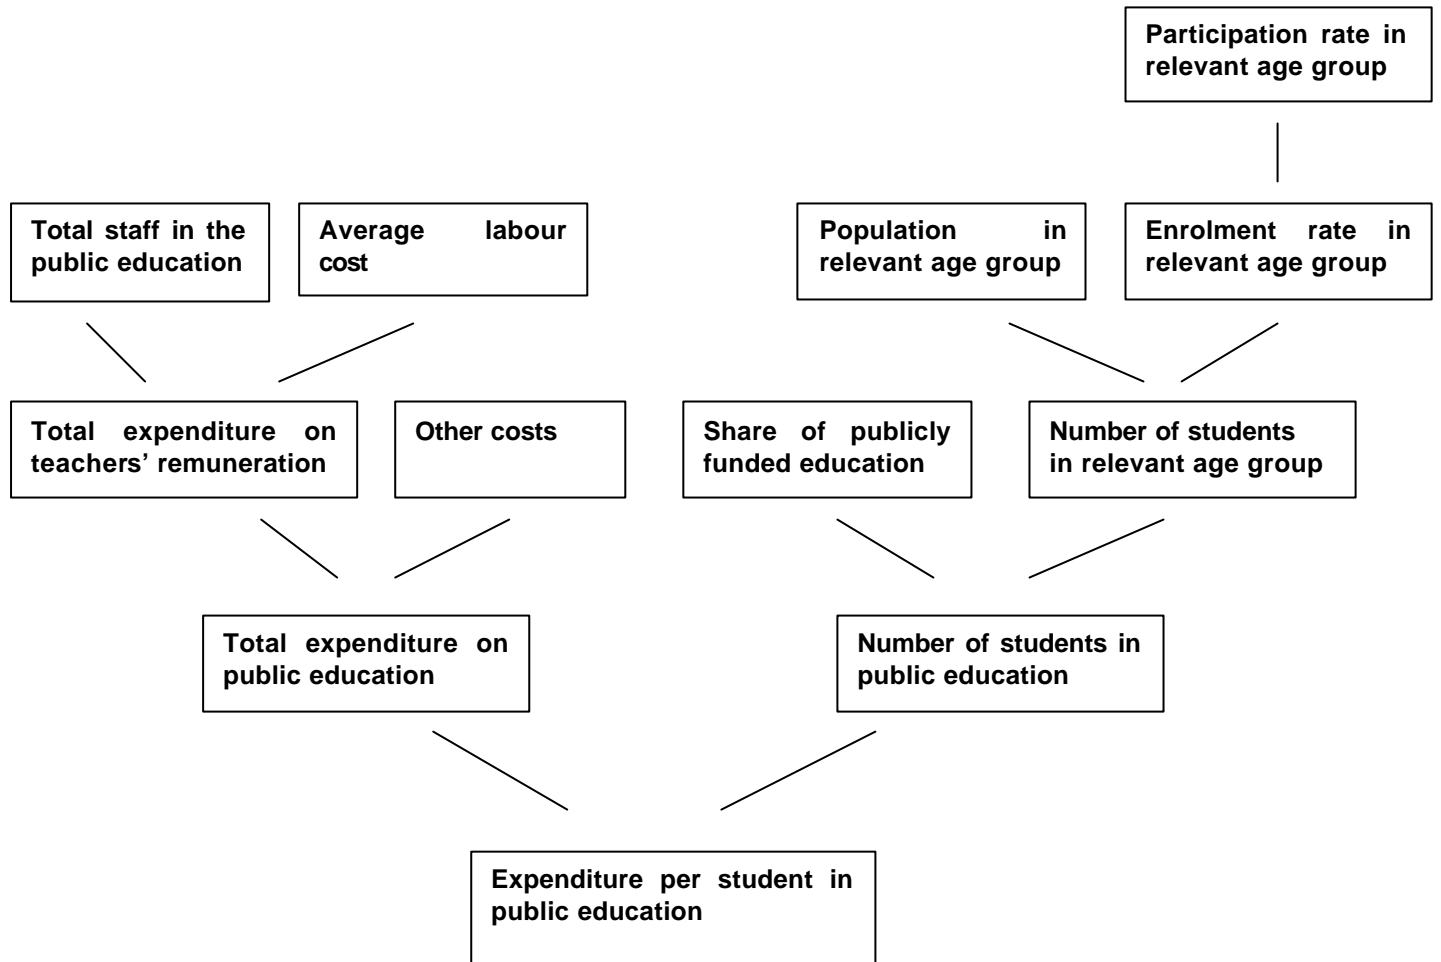 Participation rate in
relevant age group
Total staff in the
public education
Average labour
cost
Population in
relevant age group
Enrolment rate in
relevant age group
Total expenditure on
teachers’ remuneration
Other costs
Share of publicly
funded education
Number of students
in relevant age group
Total expenditure on
public education
Number of students in
public education
Expenditure per student in
public education